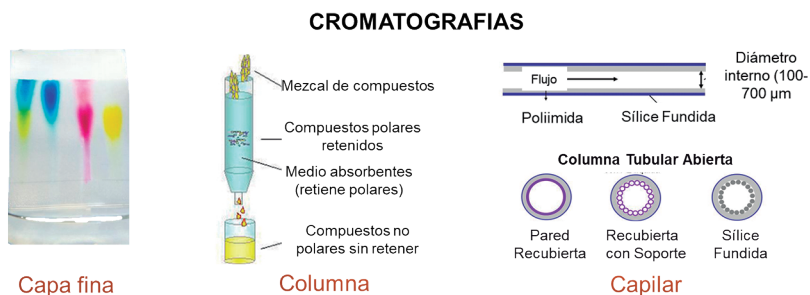 CROMATOGRAFIAS
Capa fina
Mezcal de compuestos
Compuestos polares
retenidos
Medio absorbentes
(retiene polares)
Compuestos no
polares sin retener
Columna
Flujo
Diámetro
interno (100-
700 µm
Poliimida
Sílice Fundida
Columna Tubular Abierta
Pared
Recubierta
Recubierta
con Soporte
Sílice
Fundida
Capilar